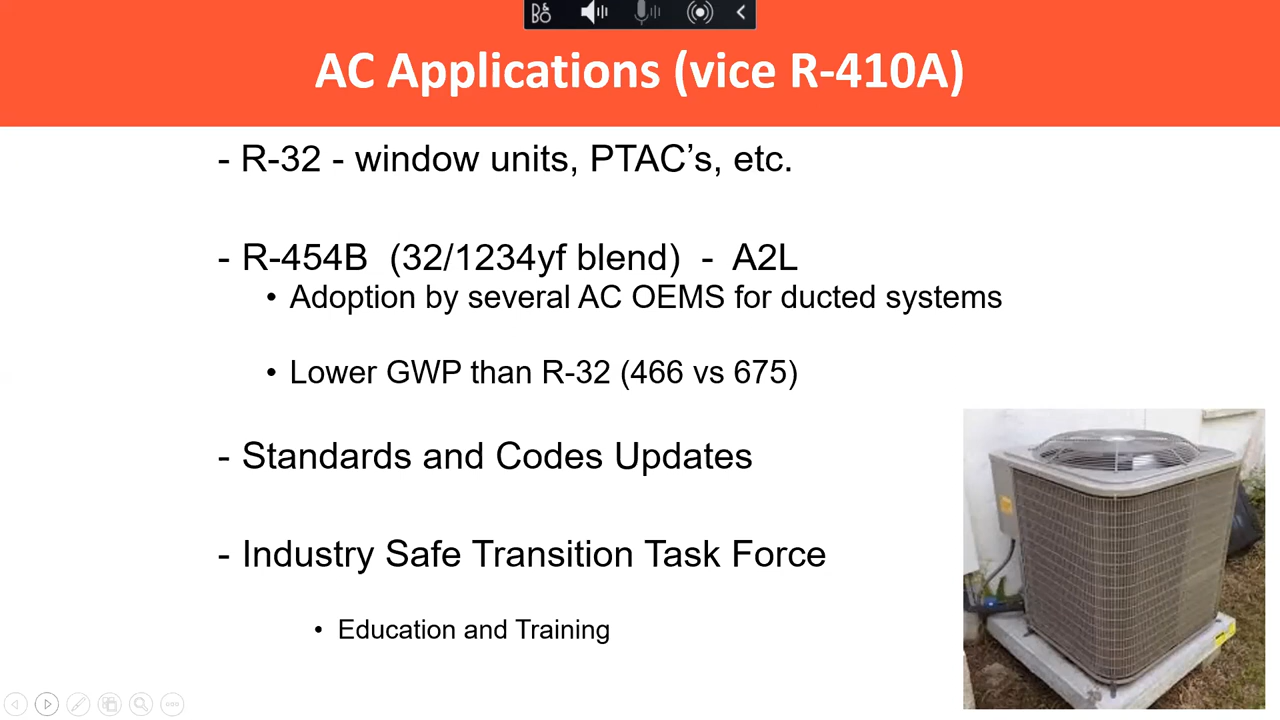 AC Applications (vice R-410A)
- R-32 - window units, PTAC’s, etc.
- R-454B (32/1234yf blend) - A2L
• Adoption by several AC OEMS for ducted systems
• Lower GWP than R-32 (466 vs 675)
- Standards and Codes Updates
- Industry Safe Transition Task Force
• Education and Training